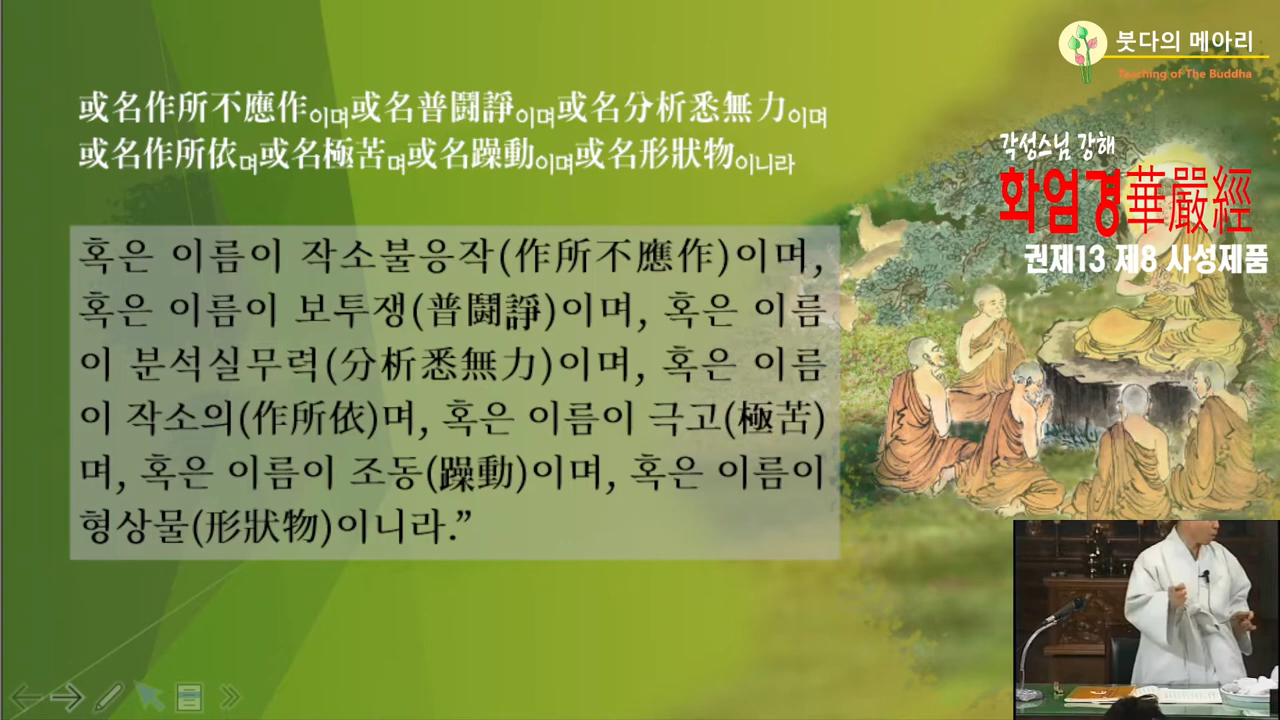 或名作所不應作이며或名普鬪諍이며或名分析悉無力이며
或名作所依며或名極苦며或名躁動이며或名形狀物이니라
혹은 이름이 작소불응작(作所不應作)이며,
혹은 이름이 보투쟁(普鬪諍)이며, 혹은 이름
이 분석실무력(分析悉無力)이며, 혹은 이름
이 작소의(作所依)며, 혹은 이름이 극고(極苦)
며, 혹은 이름이 조동(躁動)이며, 혹은 이름이
형상물(形狀物)이니라.”
붓다의 메아리
Teaching of The Buddha
각성스님 강해
화엄경華嚴經
권제13 제8 사성제품